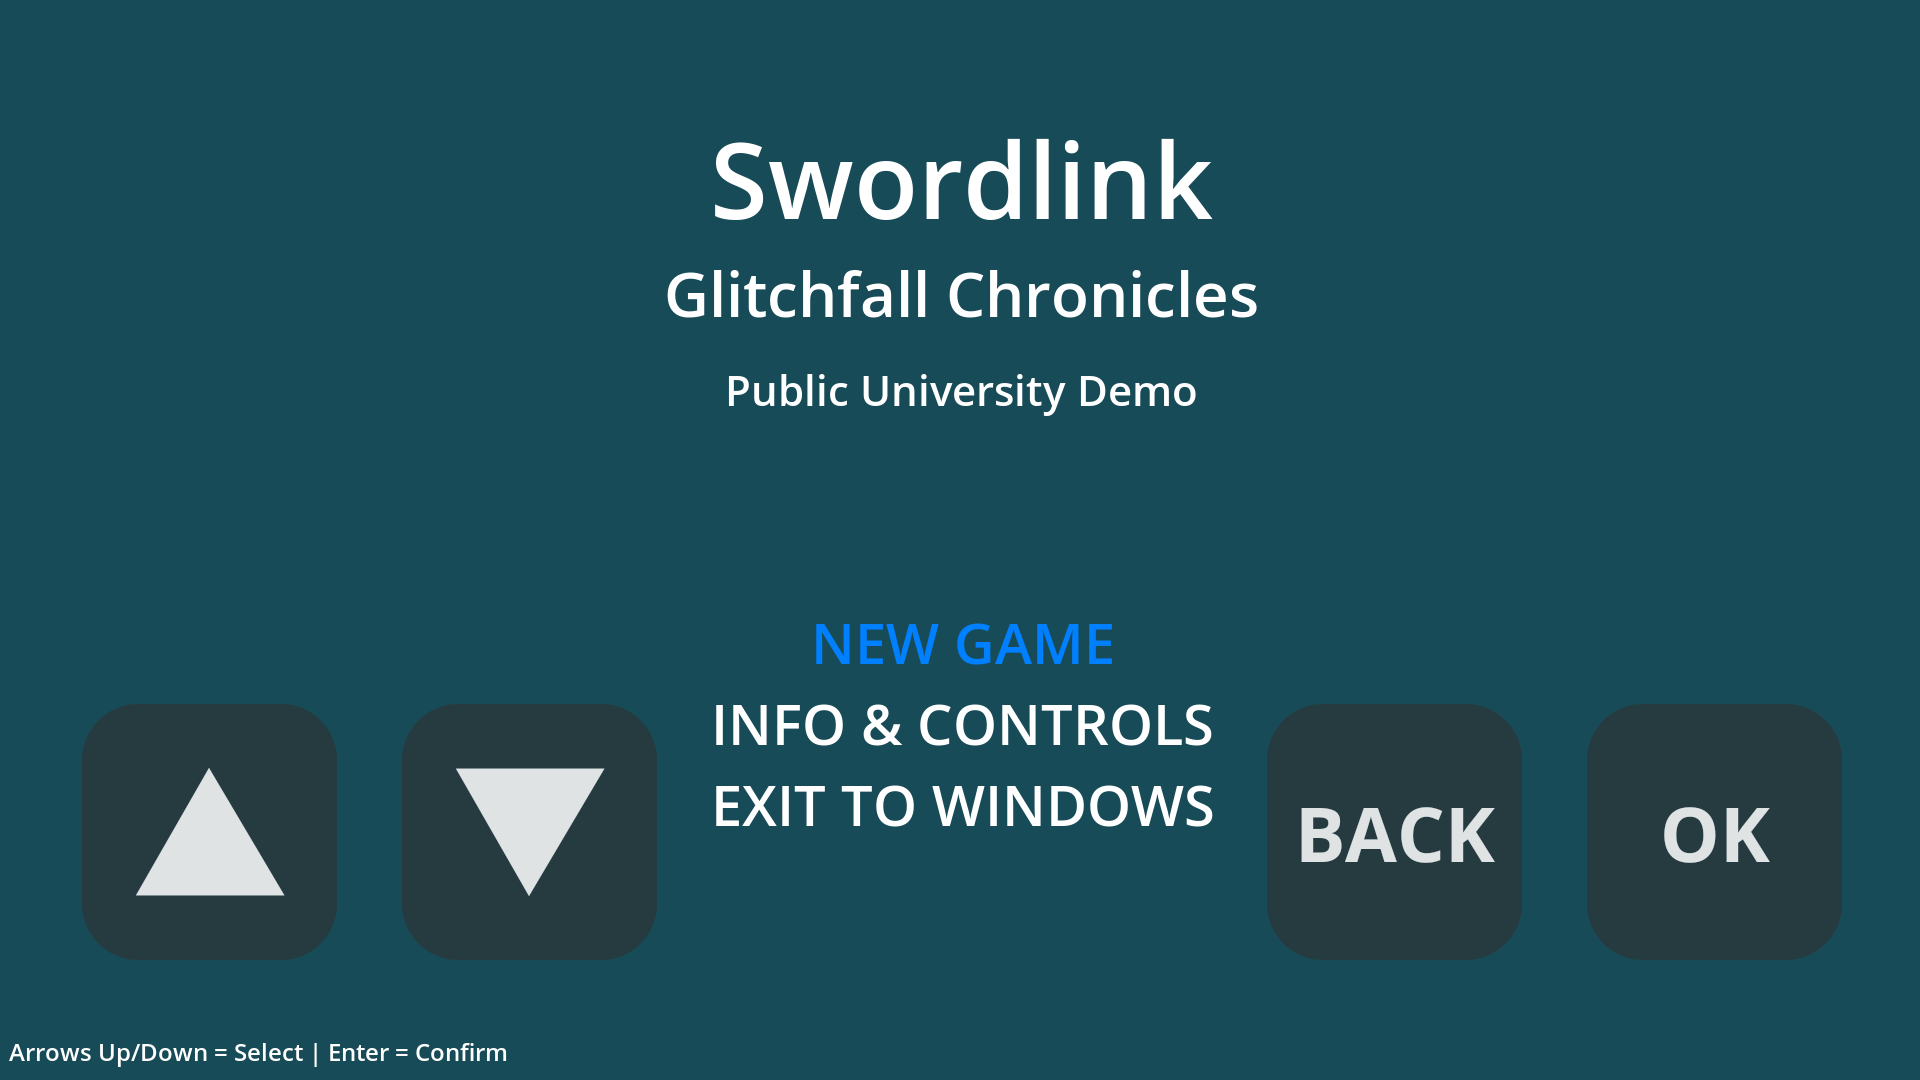 Swordlink
Glitchfall Chronicles
Public University Demo
NEW GAME
INFO & CONTROLS
EXIT TO WINDOWS
BACK
OK
Arrows Up/Down = Select | Enter = Confirm